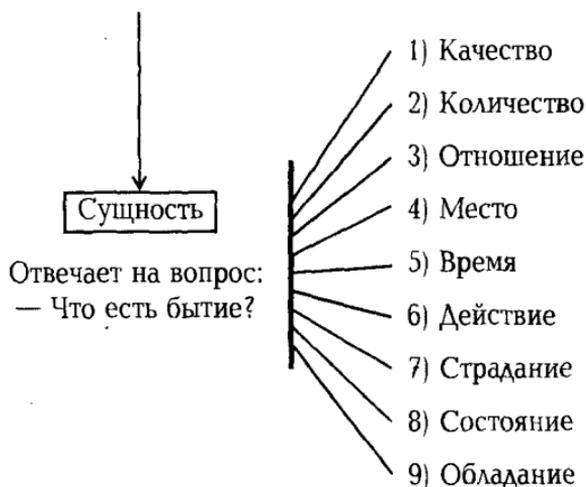 Сущность
Отвечает на вопрос:
— Что есть бытие?
1) Качество
2) Количество
3) Отношение
4) Место
5) Время
6) Действие
7) Страдание
8) Состояние
9) Обладание